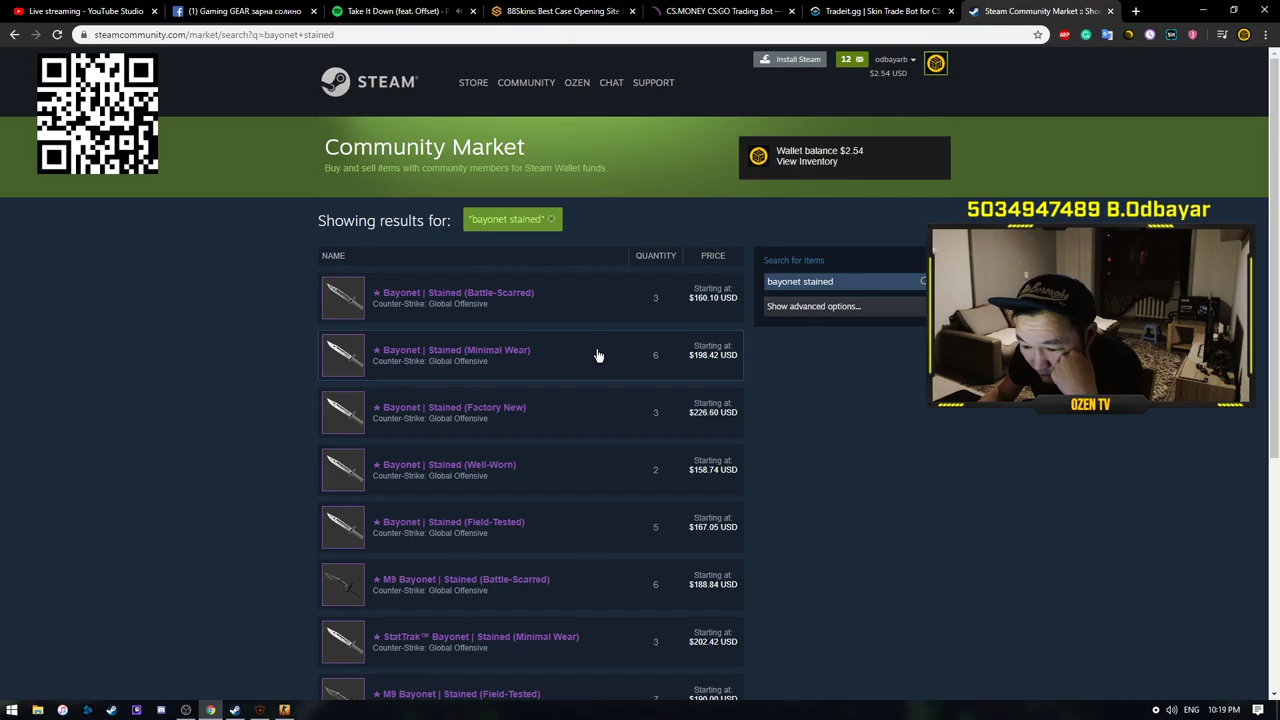 Live streaming - YouTube Studio
(1) Gaming GEAR зарна солино
Take It Down (feat. Offset) - P
88Skins: Best Case Opening Site
CS.MONEY CS:GO Trading Bot
Tradeit.gg | Skin Trade Bot for CS
Steam Community Market :: Show
steamcommunity.com/market/search?q=bayonet+stained
Install Steam
12
odbayarb
$2.54 USD
STEAM
STORE COMMUNITY OZEN CHAT SUPPORT
Community Market
Buy and sell items with community members for Steam Wallet funds.
Wallet balance $2.54
View Inventory
Showing results for: "bayonet stained"
5034947489 B.Odbayar
NAME QUANTITY PRICE
★ Bayonet | Stained (Battle-Scarred)
Counter-Strike: Global Offensive
3
Starting at:
$160.10 USD
★ Bayonet | Stained (Minimal Wear)
Counter-Strike: Global Offensive
6
Starting at:
$198.42 USD
★ Bayonet | Stained (Factory New)
Counter-Strike: Global Offensive
3
Starting at:
$226.60 USD
★ Bayonet | Stained (Well-Worn)
Counter-Strike: Global Offensive
2
Starting at:
$158.74 USD
★ Bayonet | Stained (Field-Tested)
Counter-Strike: Global Offensive
5
Starting at:
$167.05 USD
★ M9 Bayonet | Stained (Battle-Scarred)
Counter-Strike: Global Offensive
6
Starting at:
$188.84 USD
★ StatTrak™ Bayonet | Stained (Minimal Wear)
Counter-Strike: Global Offensive
3
Starting at:
$202.42 USD
★ M9 Bayonet | Stained (Field-Tested)
Starting at:
Search for Items
bayonet stained
Show advanced options...
OZEN TV
ENG
10:19 PM